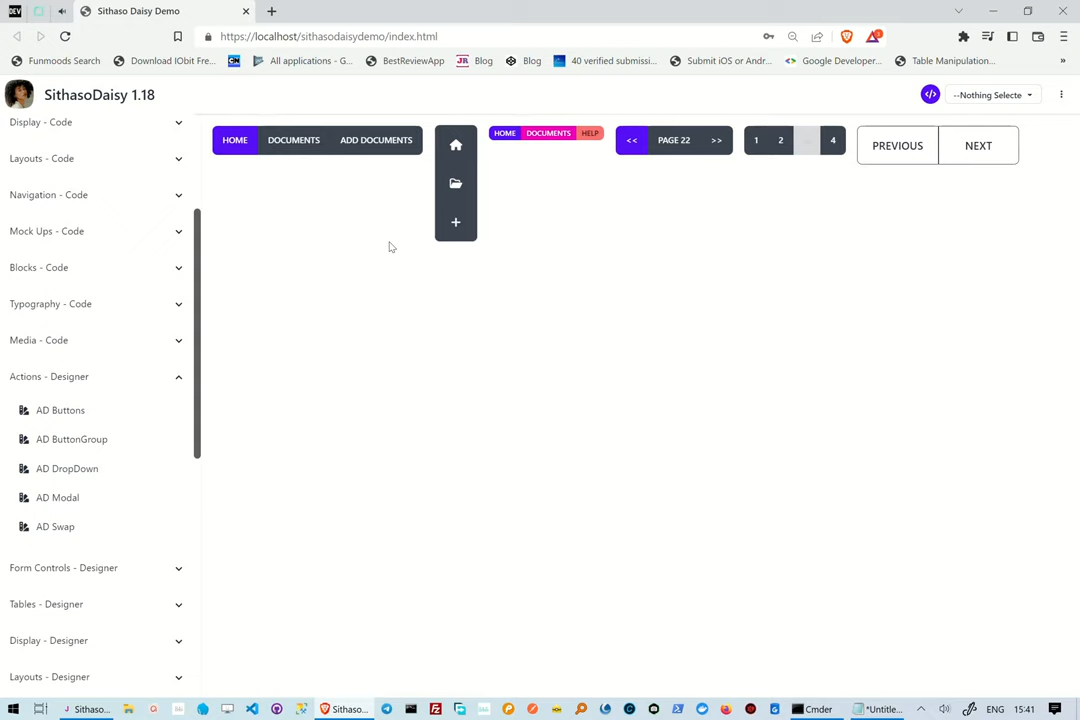 DEV
Sithaso Daisy Demo
https://localhost/sithasodaisydemo/index.html
Funmoods Search
Download IObit Fre...
All applications - G...
BestReviewApp
JR
Blog
Blog
40 verified submissi...
Submit iOS or Andr...
Google Developer...
Table Manipulation...
SithasoDaisy 1.18
--Nothing Selecte
Display - Code
Layouts - Code
Navigation - Code
Mock Ups - Code
Blocks - Code
Typography - Code
Media - Code
Actions - Designer
AD Buttons
AD ButtonGroup
AD DropDown
AD Modal
AD Swap
Form Controls - Designer
Tables - Designer
Display - Designer
Layouts - Designer
HOME DOCUMENTS ADD DOCUMENTS
HOME DOCUMENTS HELP
<< PAGE 22 >>
1 2 ... 4
PREVIOUS NEXT
Sithaso...
Sithaso...
Cmder
*Untitle...
ENG
15:41